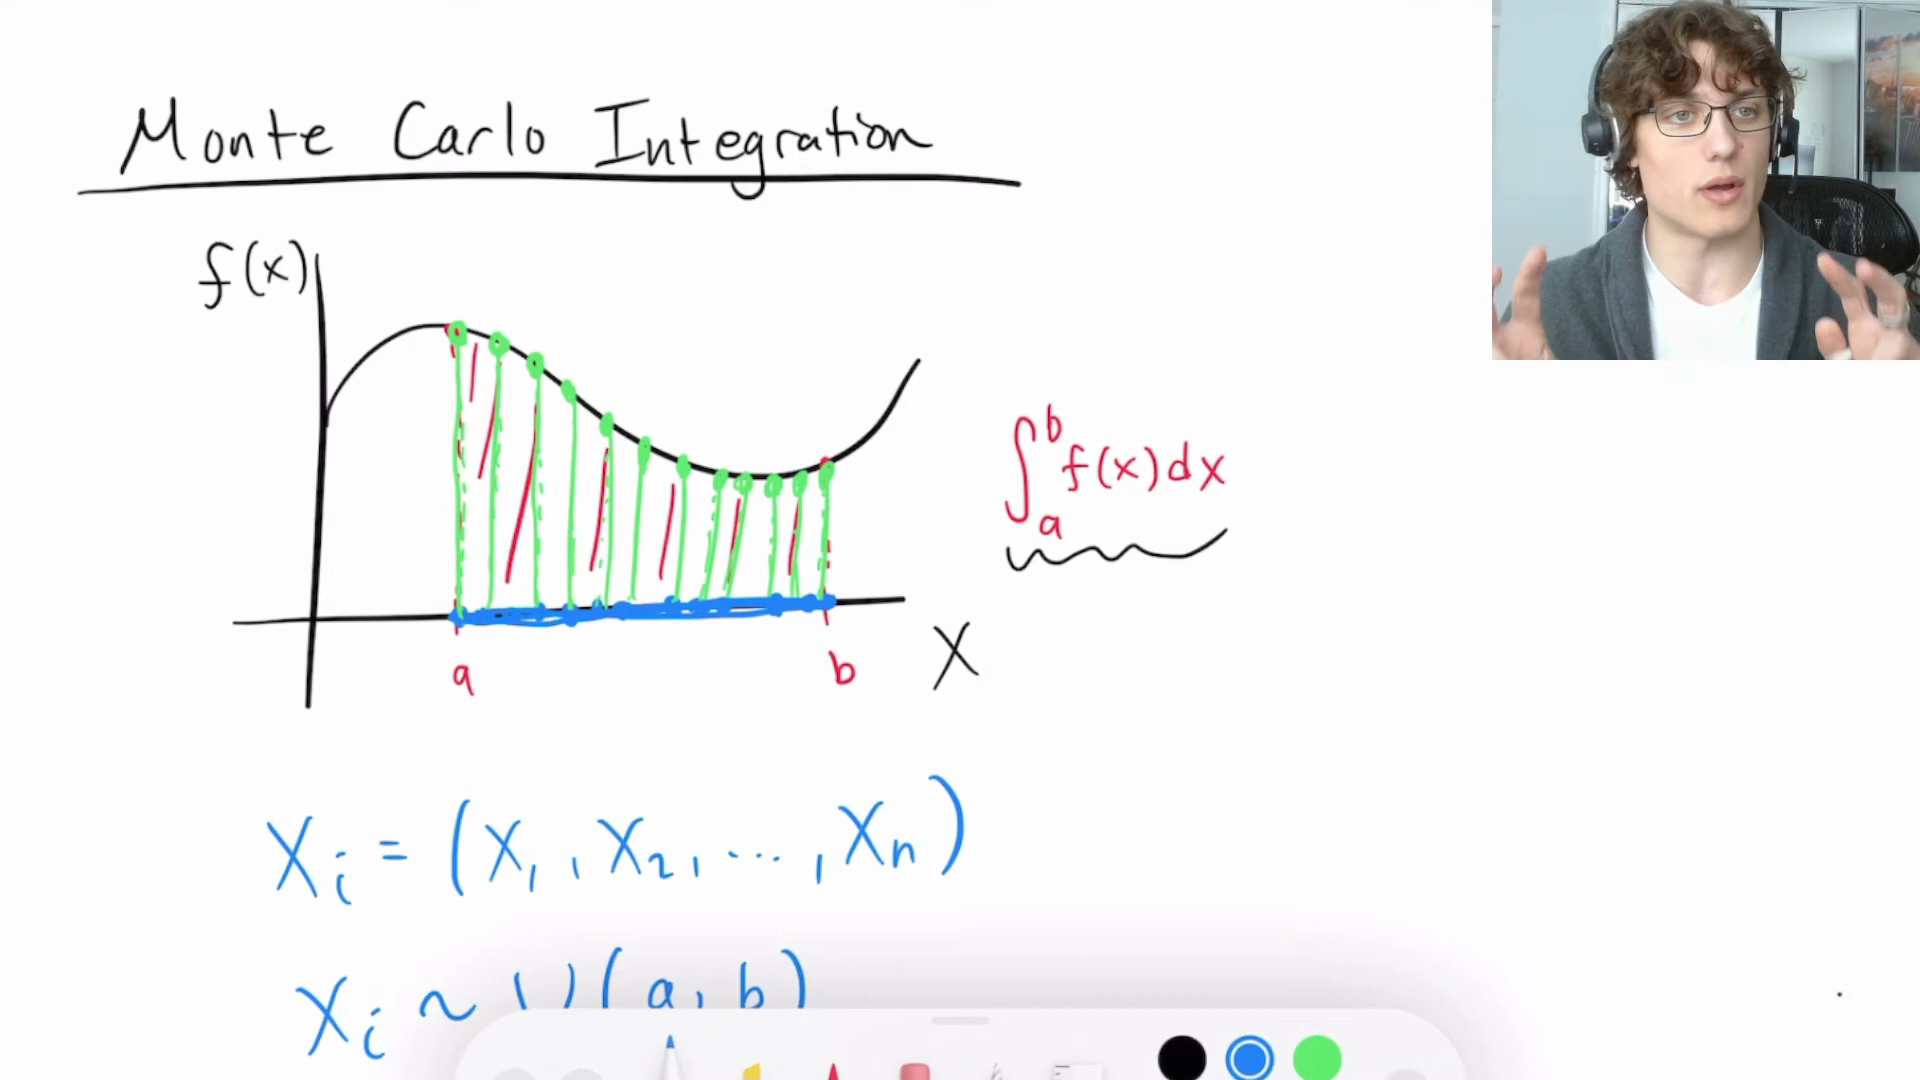 Monte Carlo Integration
f(x)
∫_a^b f(x)dx
a b X
X_i = (X_1, X_2, ..., X_n)
X_i ~ U(a, b)